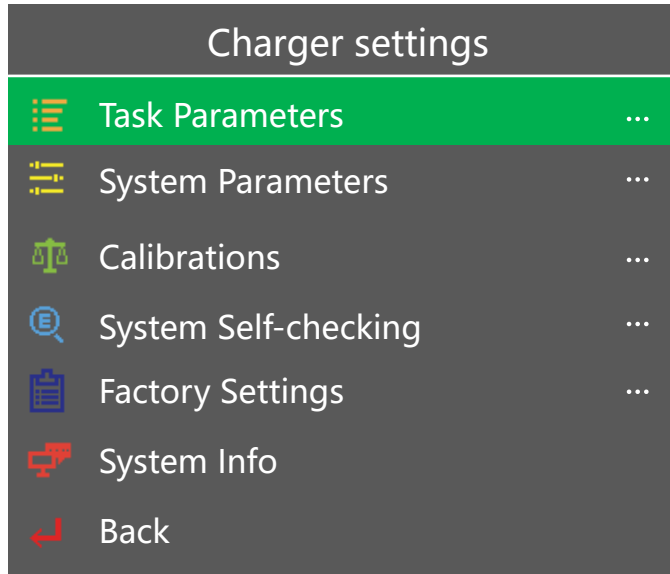 Charger settings
Task Parameters ...
System Parameters ...
Calibrations ...
System Self-checking ...
Factory Settings ...
System Info
Back